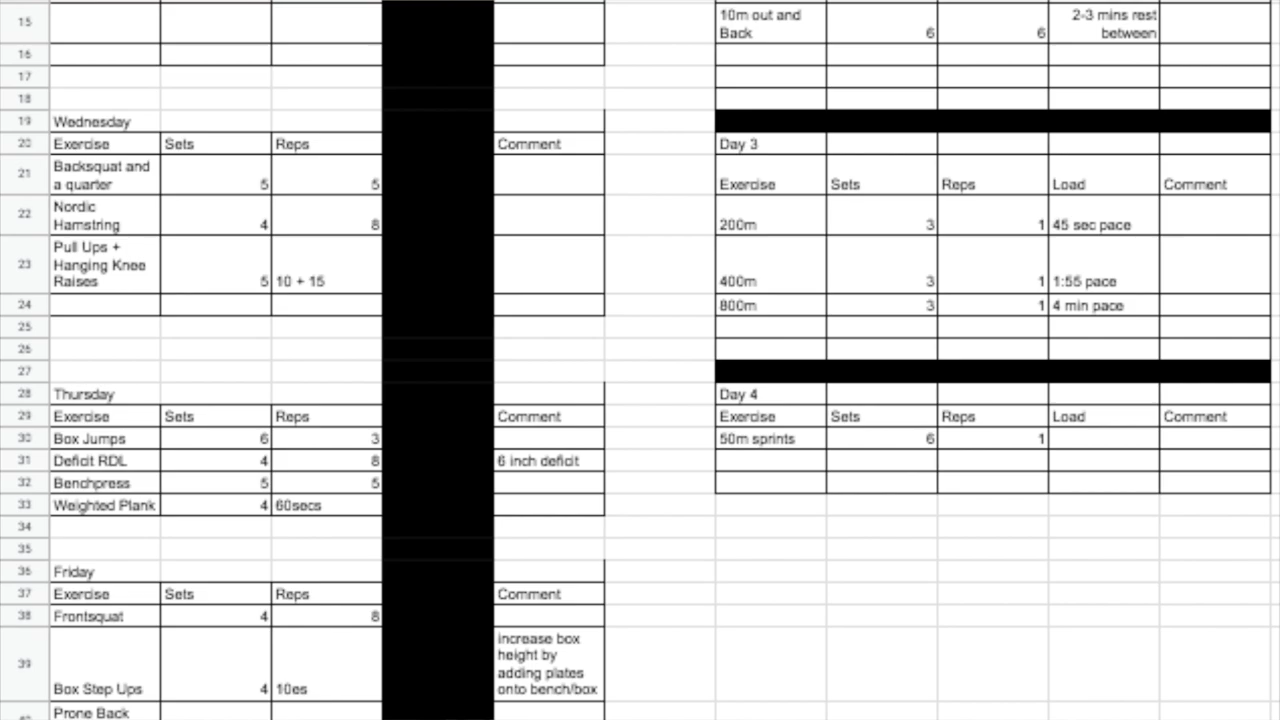 15 10m out and Back 6 6 2-3 mins rest between
16
17
18
19 Wednesday
20 Exercise Sets Reps Comment Day 3
21 Backsquat and a quarter 5 5 Exercise Sets Reps Load Comment
22 Nordic Hamstring 4 8 200m 3 1 45 sec pace
23 Pull Ups + Hanging Knee Raises 5 10 + 15 400m 3 1 1:55 pace
24 800m 3 1 4 min pace
25
26
27
28 Thursday Day 4
29 Exercise Sets Reps Comment Exercise Sets Reps Load Comment
30 Box Jumps 6 3 50m sprints 6 1
31 Deficit RDL 4 8 6 inch deficit
32 Benchpress 5 5
33 Weighted Plank 4 60secs
34
35
36 Friday
37 Exercise Sets Reps Comment
38 Frontsquat 4 8
39 Box Step Ups 4 10es increase box height by adding plates onto bench/box
Prone Back